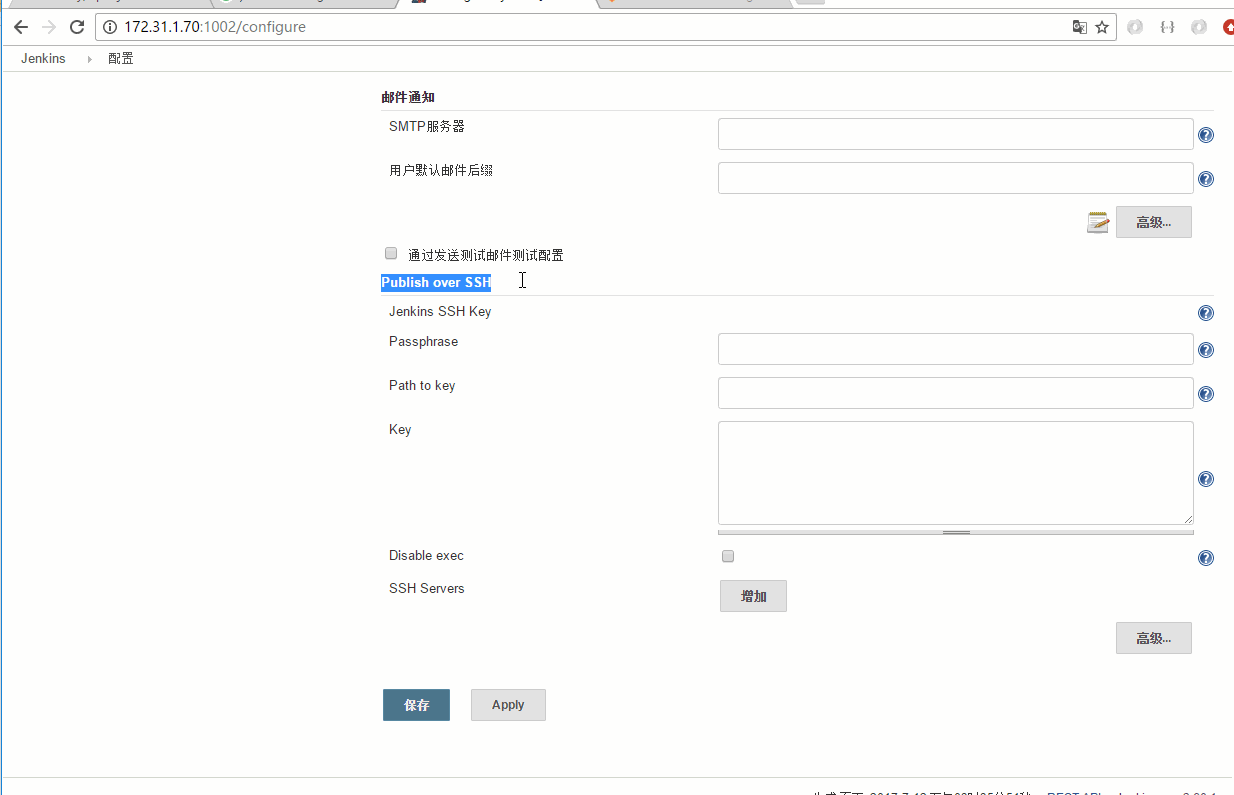 172.31.1.70:1002/configure
Jenkins 配置
邮件通知
SMTP服务器
用户默认邮件后缀
高级...
通过发送测试邮件测试配置
Publish over SSH
Jenkins SSH Key
Passphrase
Path to key
Key
Disable exec
SSH Servers
增加
高级...
保存 Apply